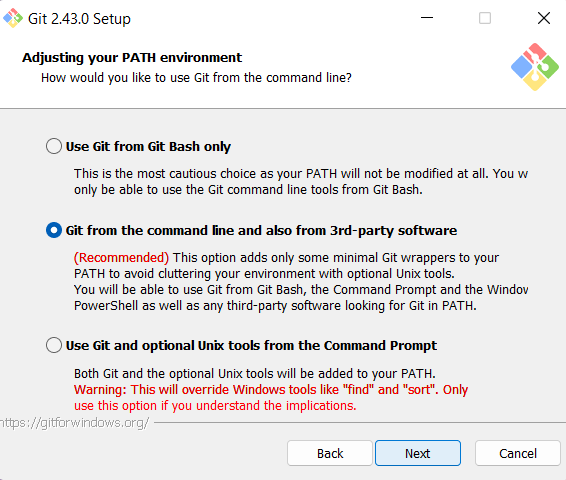 Git 2.43.0 Setup
Adjusting your PATH environment
How would you like to use Git from the command line?
Use Git from Git Bash only
This is the most cautious choice as your PATH will not be modified at all. You w
only be able to use the Git command line tools from Git Bash.
Git from the command line and also from 3rd-party software
(Recommended) This option adds only some minimal Git wrappers to your
PATH to avoid cluttering your environment with optional Unix tools.
You will be able to use Git from Git Bash, the Command Prompt and the Window
PowerShell as well as any third-party software looking for Git in PATH.
Use Git and optional Unix tools from the Command Prompt
Both Git and the optional Unix tools will be added to your PATH.
Warning: This will override Windows tools like "find" and "sort". Only
use this option if you understand the implications.
https://gitforwindows.org/
Back Next Cancel